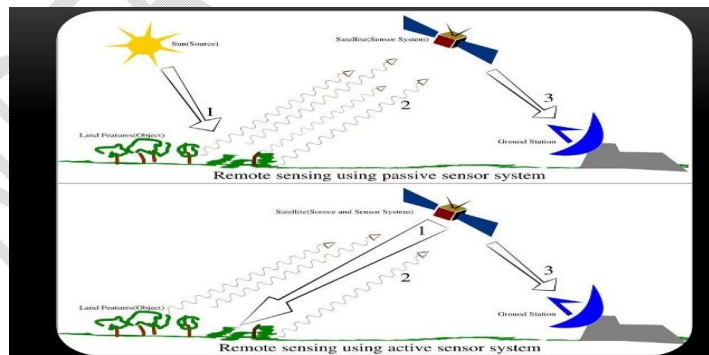 Sun(Source)
Satellite(Sensor System)
1
2
3
Land Features(Object)
Ground Station
Remote sensing using passive sensor system
Satellite(Source and Sensor System)
1
2
3
Land Features(Object)
Ground Station
Remote sensing using active sensor system